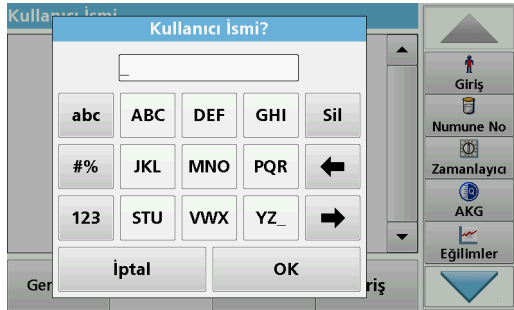 Kullanıcı İsmi
Kullanıcı İsmi?
_
abc ABC DEF GHI Sil
#% JKL MNO PQR
123 STU VWX YZ_
İptal OK
Ger
riş
Giriş
Numune No
Zamanlayıcı
AKG
Eğilimler